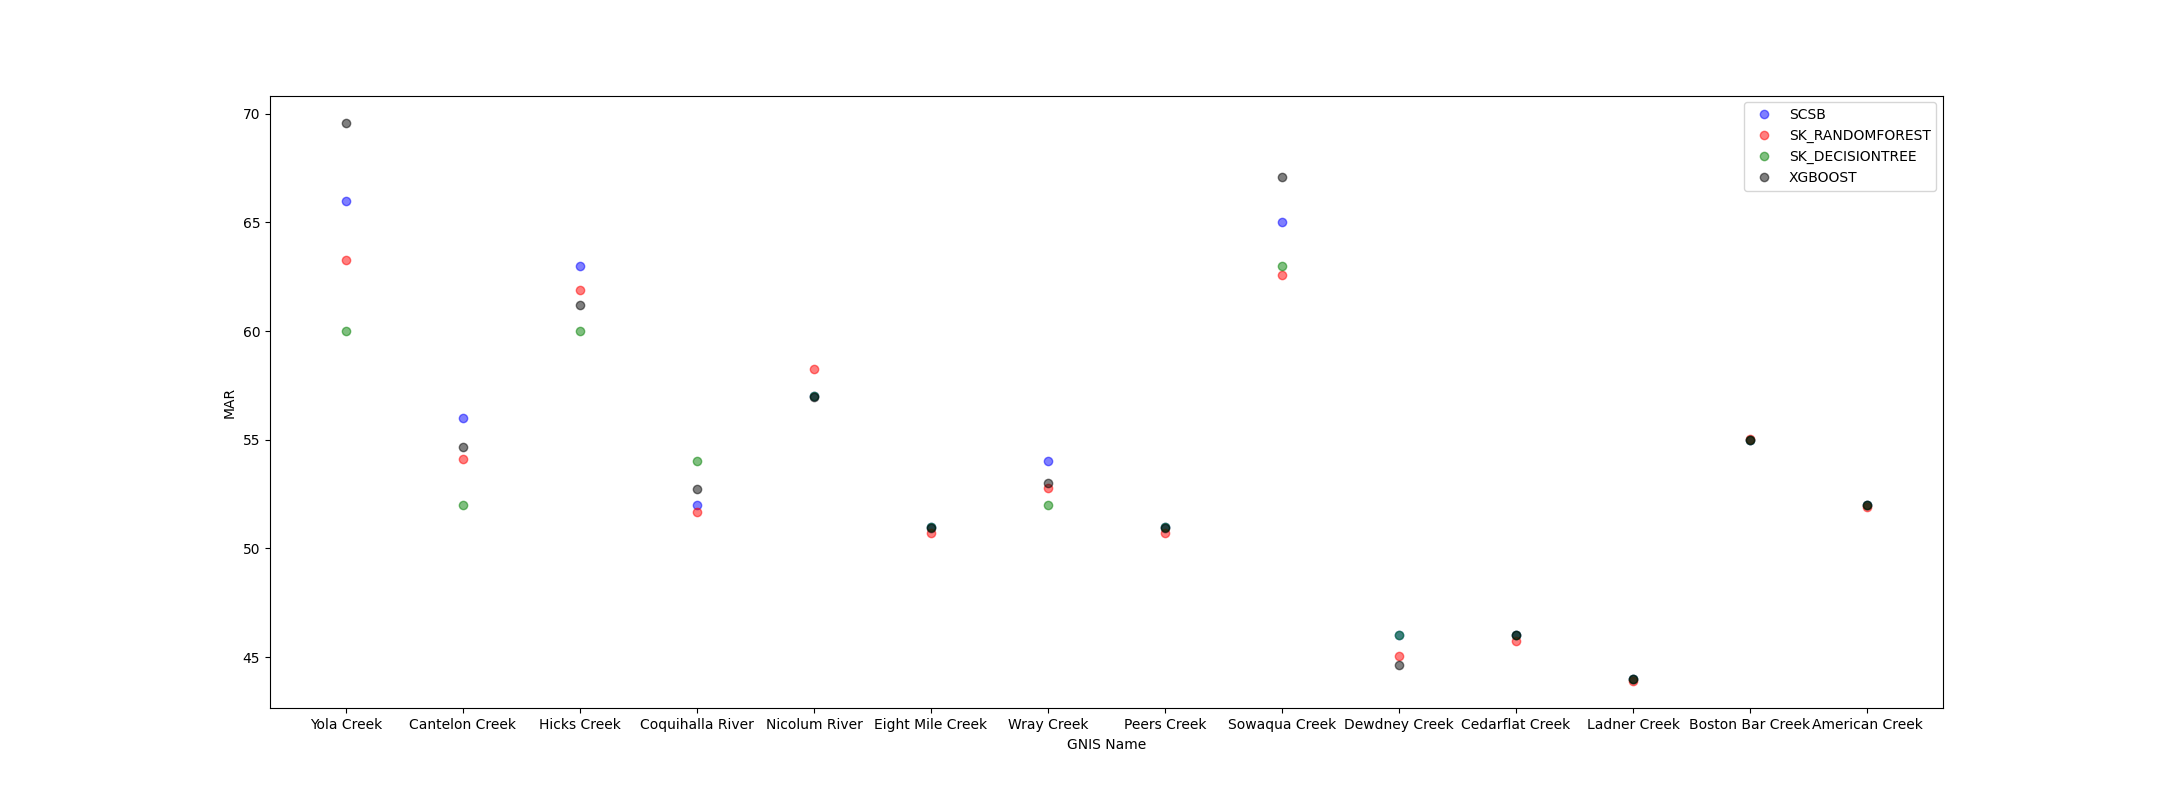 70
65
60
55
50
45
MAR
SCSB
SK_RANDOMFOREST
SK_DECISIONTREE
XGBOOST
Yola Creek Cantelon Creek Hicks Creek Coquihalla River Nicolum River Eight Mile Creek Wray Creek Peers Creek Sowaqua Creek Dewdney Creek Cedarflat Creek Ladner Creek Boston Bar Creek American Creek
GNIS Name